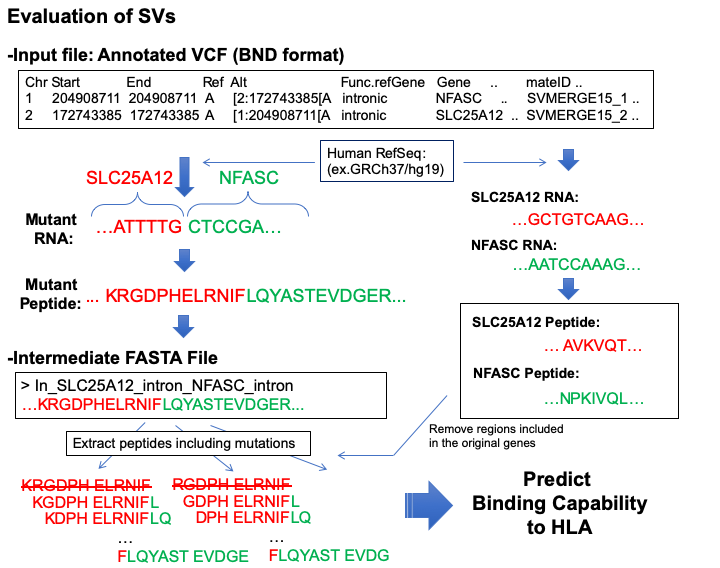 Evaluation of SVs
-Input file: Annotated VCF (BND format)
Chr Start End Ref Alt Func.refGene Gene .. mateID ..
1 204908711 204908711 A [2:172743385[A intronic NFASC .. SVMERGE15_1 ..
2 172743385 172743385 A [1:204908711[A intronic SLC25A12 .. SVMERGE15_2 ..
Human RefSeq:
(ex.GRCh37/hg19)
SLC25A12 NFASC
Mutant
RNA:
…ATTTTG CTCCGA…
Mutant
Peptide:
... KRGDPHELRNIFLQYASTEVDGER...
SLC25A12 RNA:
…GCTGTCAAG…
NFASC RNA:
…AATCCAAAG…
SLC25A12 Peptide:
… AVKVQT…
NFASC Peptide:
…NPKIVQL…
-Intermediate FASTA File
> In_SLC25A12_intron_NFASC_intron
…KRGDPHELRNIFLQYASTEVDGER…
Extract peptides including mutations
Remove regions included
in the original genes
KRGDPH ELRNIF RGDPH ELRNIF
KGDPH ELRNIFL GDPH ELRNIFL
KDPH ELRNIFLQ DPH ELRNIFLQ
… …
FLQYAST EVDGE FLQYAST EVDG
Predict
Binding Capability
to HLA